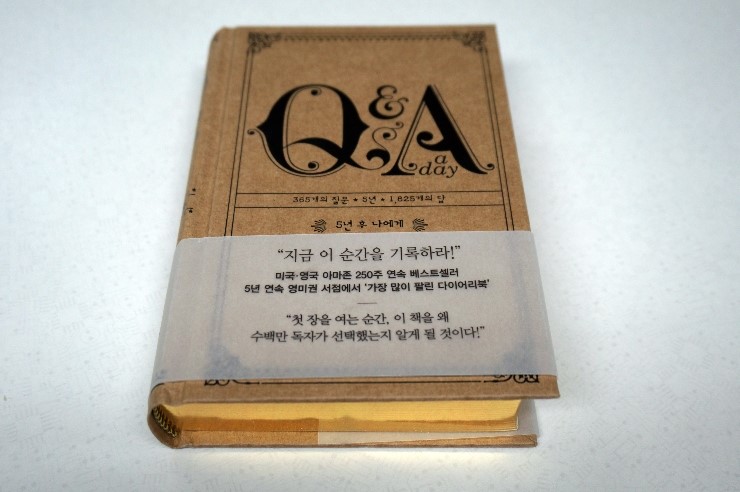 Q & A
a
day
365개의 질문 * 5년 * 1,825개의 답
5년 후 나에게
“지금 이 순간을 기록하라!”
미국·영국 아마존 250주 연속 베스트셀러
5년 연속 영미권 서점에서 ‘가장 많이 팔린 다이어리북’
“첫 장을 여는 순간, 이 책을 왜
수백만 독자가 선택했는지 알게 될 것이다!”